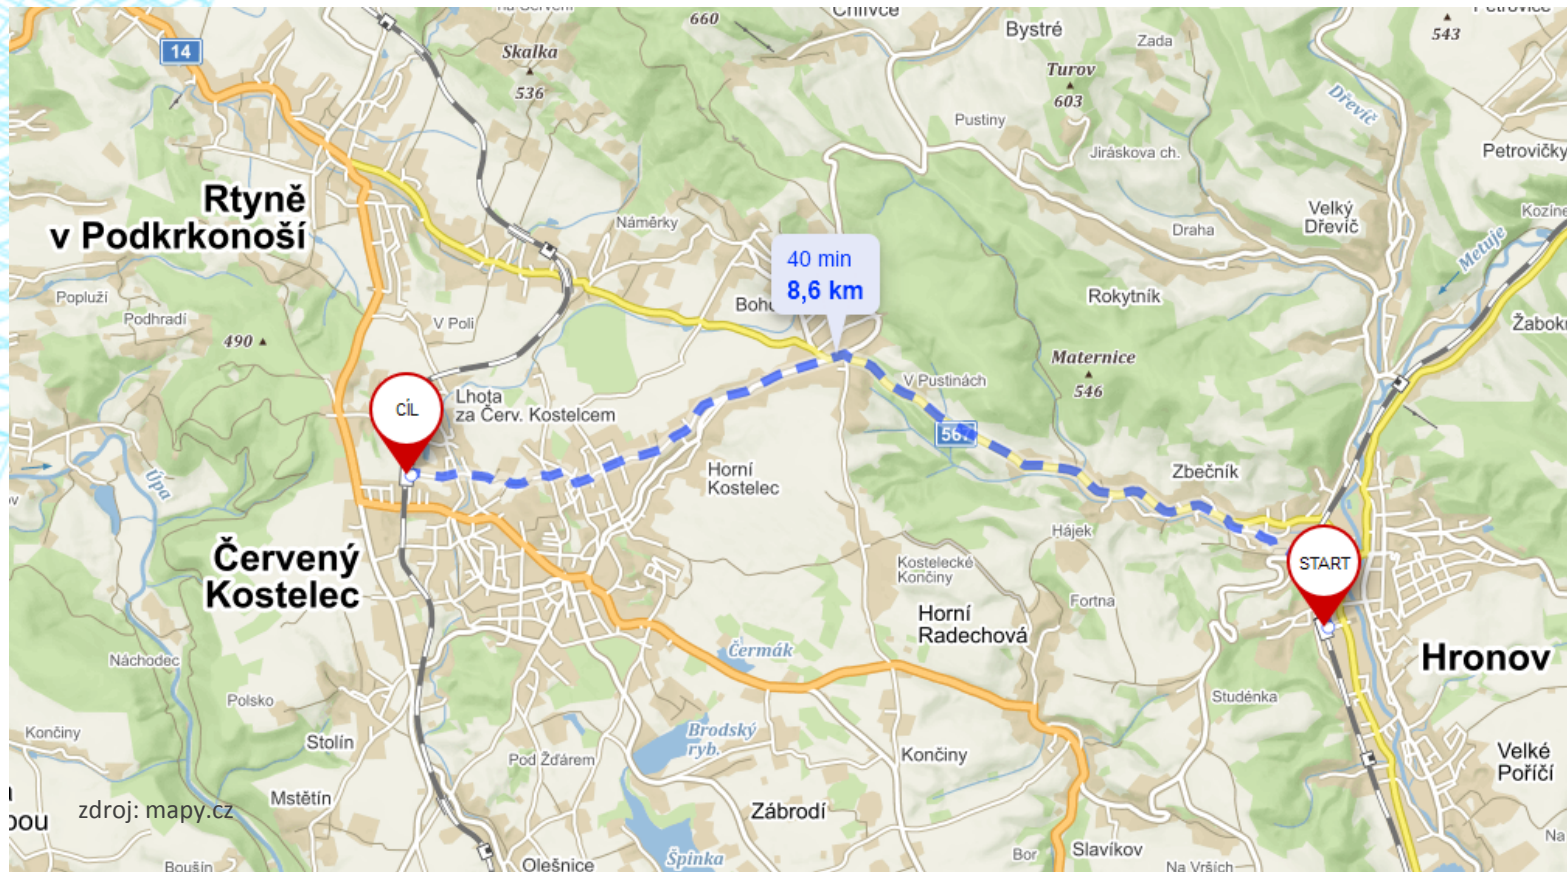 660
Bystré
Zada
543
Skalka
536
14
Turov
603
Dřevíč
Pustiny
Jiráskova ch.
Petrovičky
Rtyně
v Podkrkonoší
Náměrky
Velký
Dřevíč
Draha
Metuje
40 min
8,6 km
Popluží
Podhradí
V Poli
490
Rokytník
Maternice
546
V Pustinách
CÍL
Lhota
za Červ. Kostelcem
Horní
Kostelec
Zbečník
Úpa
Hájek
Červený
Kostelec
Kostelecké
Končiny
START
Fortna
Horní
Radechová
Hronov
Čermák
Náchodec
Polsko
Studénka
Končiny
Stolín
Brodský
ryb.
Pod Žďárem
Končiny
Velké
Poříčí
Mstětín
zdroj: mapy.cz
Zábrodí
Boušín
Olešnice
Špinka
Bor
Slavíkov
Na Vrších